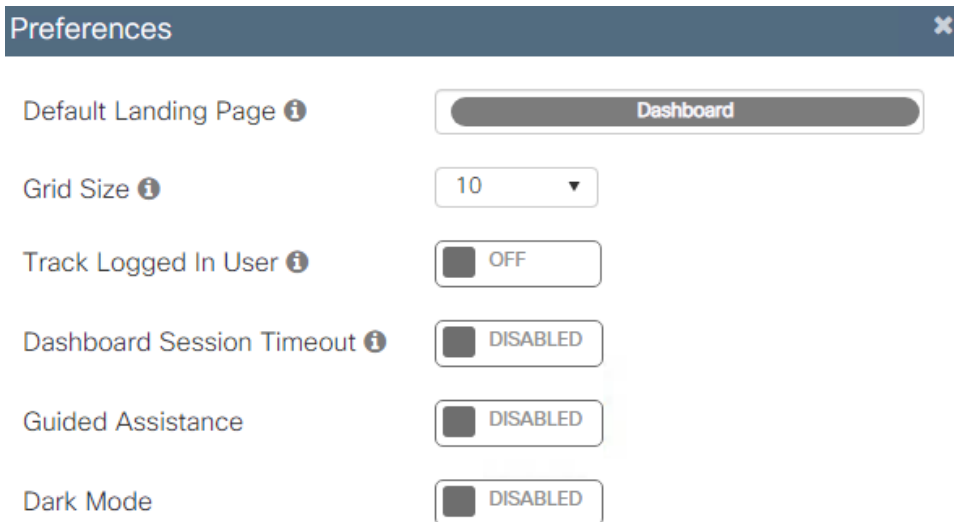 Preferences
Default Landing Page
Dashboard
Grid Size
10
Track Logged In User
OFF
Dashboard Session Timeout
DISABLED
Guided Assistance
DISABLED
Dark Mode
DISABLED